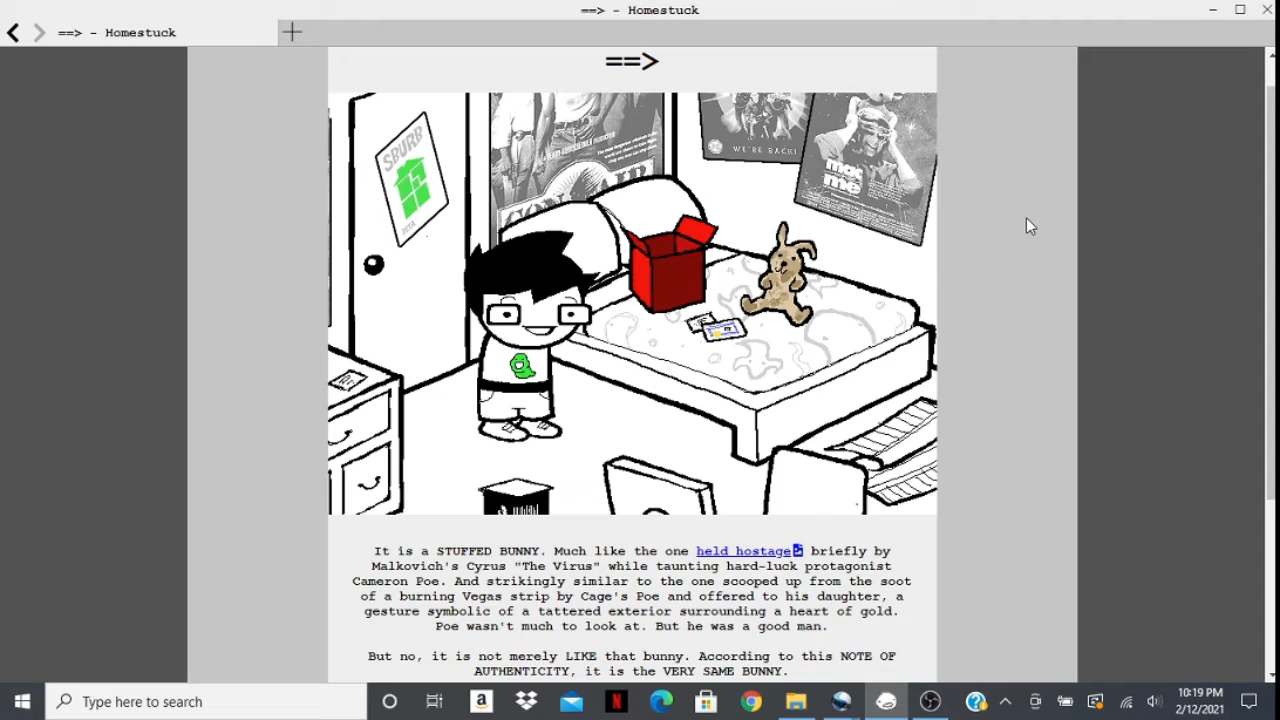 ==> - Homestuck
==> - Homestuck
==>
SBURB
CON AIR
WE'RE BACK!
mac and me
It is a STUFFED BUNNY. Much like the one held hostage briefly by
Malkovich's Cyrus "The Virus" while taunting hard-luck protagonist
Cameron Poe. And strikingly similar to the one scooped up from the soot
of a burning Vegas strip by Cage's Poe and offered to his daughter, a
gesture symbolic of a tattered exterior surrounding a heart of gold.
Poe wasn't much to look at. But he was a good man.
But no, it is not merely LIKE that bunny. According to this NOTE OF
AUTHENTICITY, it is the VERY SAME BUNNY.
Type here to search
10:19 PM
2/12/2021